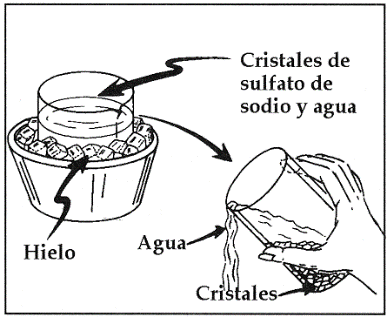 Cristales de
sulfato de
sodio y agua
Hielo
Agua
Cristales